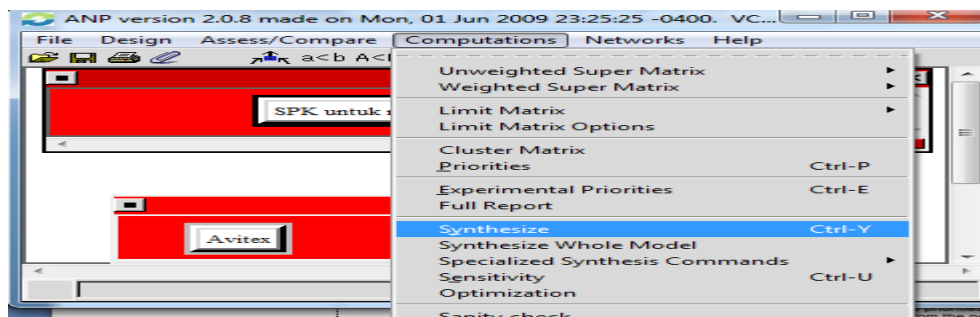 ANP version 2.0.8 made on Mon, 01 Jun 2009 23:25:25 -0400. VC...
File Design Assess/Compare Computations Networks Help
a<b A<
Unweighted Super Matrix
Weighted Super Matrix
SPK untuk
Limit Matrix
Limit Matrix Options
Cluster Matrix
Priorities Ctrl-P
Experimental Priorities Ctrl-E
Full Report
Avitex
Synthesize Ctrl-Y
Synthesize Whole Model
Specialized Synthesis Commands
Sensitivity Ctrl-U
Optimization
Sanity check